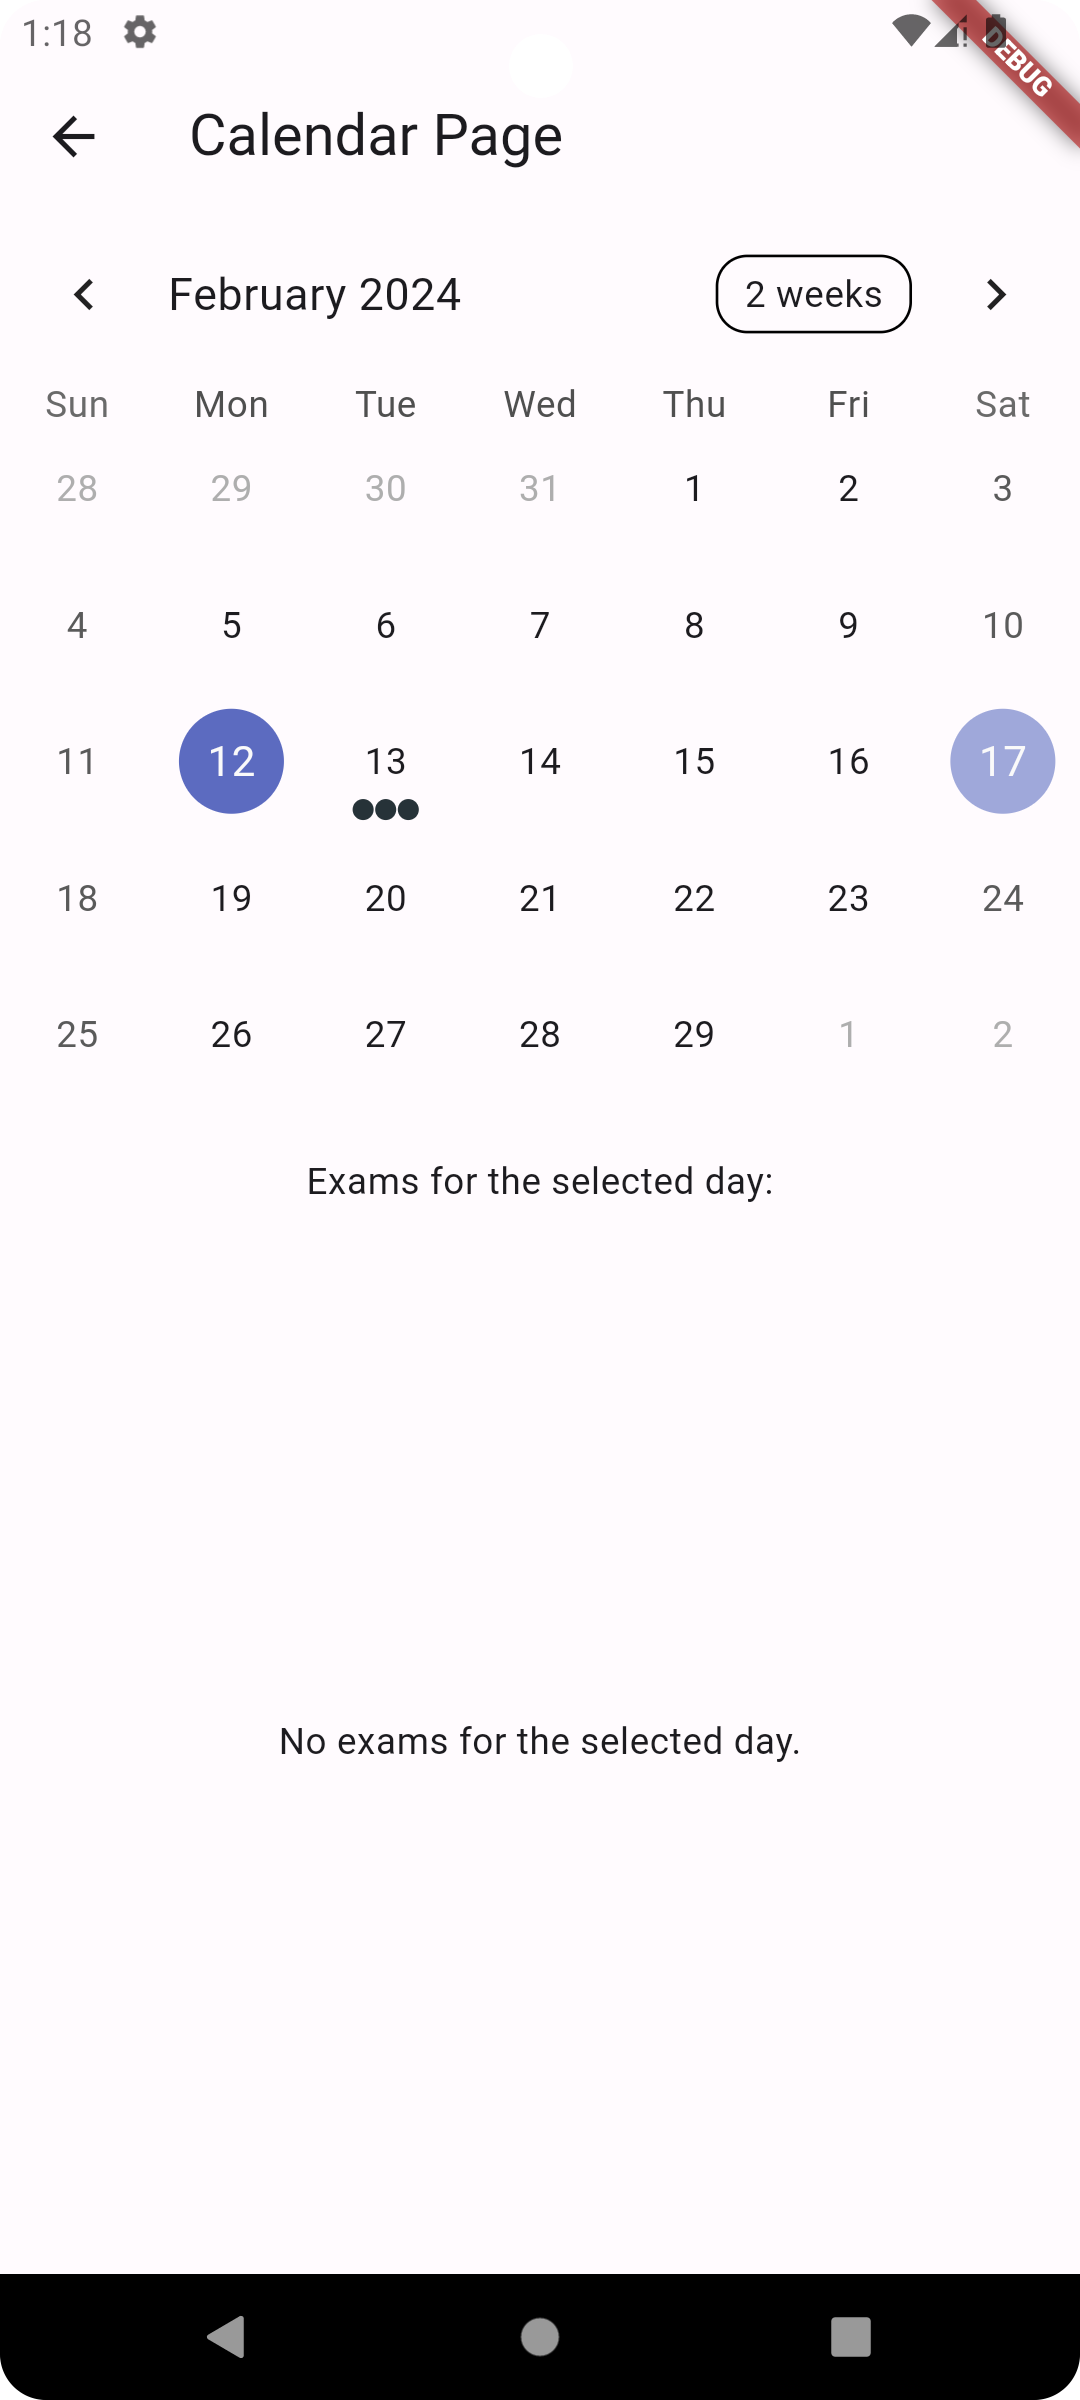 1:18
DEBUG
Calendar Page
February 2024 2 weeks
Sun Mon Tue Wed Thu Fri Sat
28 29 30 31 1 2 3
4 5 6 7 8 9 10
11 12 13 14 15 16 17
18 19 20 21 22 23 24
25 26 27 28 29 1 2
Exams for the selected day:
No exams for the selected day.